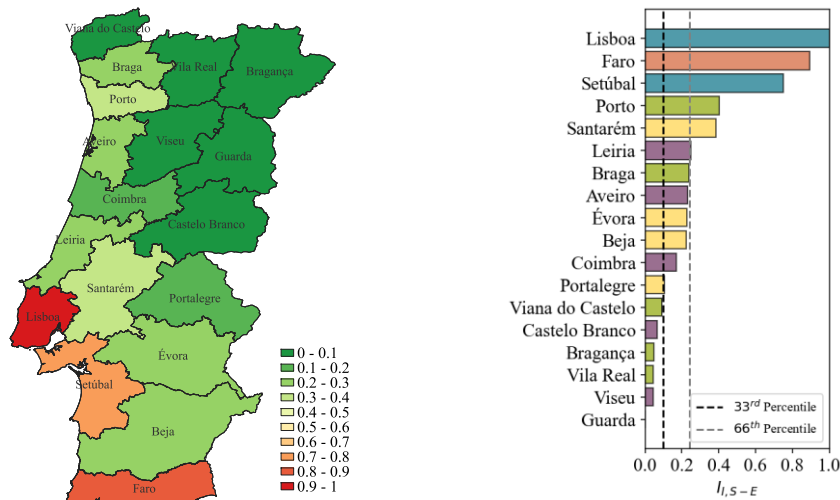 Viana do Castelo
Braga
Vila Real
Bragança
Porto
Aveiro
Viseu
Guarda
Coimbra
Castelo Branco
Leiria
Santarém
Portalegre
Lisboa
Évora
Setúbal
Beja
Faro
0 - 0.1
0.1 - 0.2
0.2 - 0.3
0.3 - 0.4
0.4 - 0.5
0.5 - 0.6
0.6 - 0.7
0.7 - 0.8
0.8 - 0.9
0.9 - 1
Lisboa
Faro
Setúbal
Porto
Santarém
Leiria
Braga
Aveiro
Évora
Beja
Coimbra
Portalegre
Viana do Castelo
Castelo Branco
Bragança
Vila Real
Viseu
Guarda
33rd Percentile
66th Percentile
0.0 0.2 0.4 0.6 0.8 1.0
I_{I,S-E}